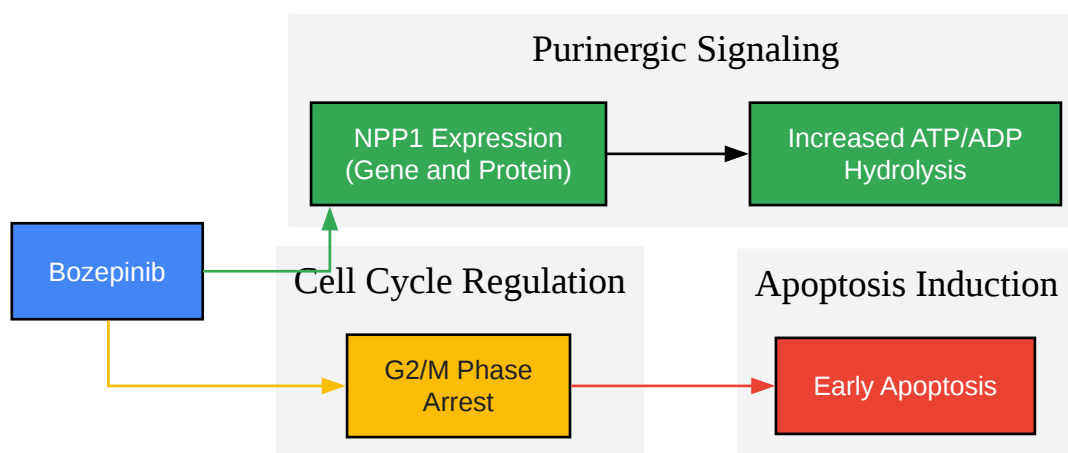 Purinergic Signaling
NPP1 Expression
(Gene and Protein)
Increased ATP/ADP
Hydrolysis
Bozepinib
Cell Cycle Regulation
G2/M Phase
Arrest
Apoptosis Induction
Early Apoptosis